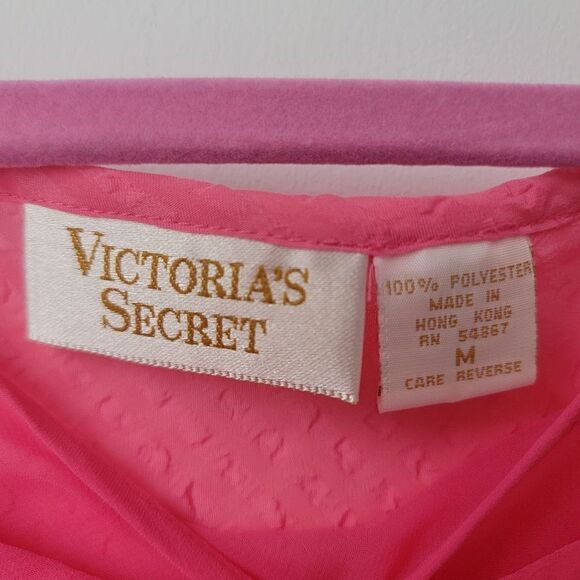 VICTORIA'S
SECRET
100% POLYESTER
MADE IN
HONG KONG
RN 54867
M
CARE REVERSE